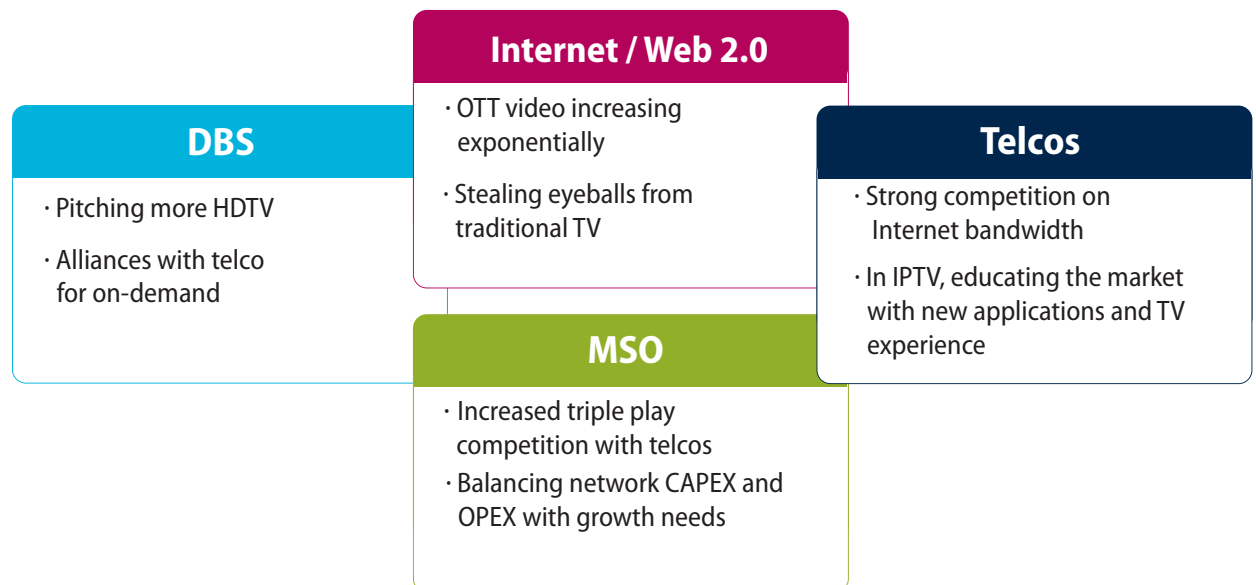 Internet / Web 2.0
· OTT video increasing
exponentially
· Stealing eyeballs from
traditional TV
DBS
· Pitching more HDTV
· Alliances with telco
for on-demand
Telcos
· Strong competition on
Internet bandwidth
· In IPTV, educating the market
with new applications and TV
experience
MSO
· Increased triple play
competition with telcos
· Balancing network CAPEX and
OPEX with growth needs